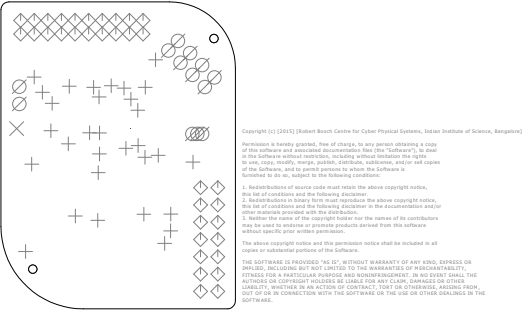 Copyright (c) [2015] [Robert Bosch Centre for Cyber Physical Systems, Indian Institute of Science, Bangalore]
Permission is hereby granted, free of charge, to any person obtaining a copy
of this software and associated documentation files (the "Software"), to deal
in the Software without restriction, including without limitation the rights
to use, copy, modify, merge, publish, distribute, sublicense, and/or sell copies
of the Software, and to permit persons to whom the Software is
furnished to do so, subject to the following conditions:
1. Redistributions of source code must retain the above copyright notice,
this list of conditions and the following disclaimer.
2. Redistributions in binary form must reproduce the above copyright notice,
this list of conditions and the following disclaimer in the documentation and/or
other materials provided with the distribution.
3. Neither the name of the copyright holder nor the names of its contributors
may be used to endorse or promote products derived from this software
without specific prior written permission.
The above copyright notice and this permission notice shall be included in all
copies or substantial portions of the Software.
THE SOFTWARE IS PROVIDED "AS IS", WITHOUT WARRANTY OF ANY KIND, EXPRESS OR
IMPLIED, INCLUDING BUT NOT LIMITED TO THE WARRANTIES OF MERCHANTABILITY,
FITNESS FOR A PARTICULAR PURPOSE AND NONINFRINGEMENT. IN NO EVENT SHALL THE
AUTHORS OR COPYRIGHT HOLDERS BE LIABLE FOR ANY CLAIM, DAMAGES OR OTHER
LIABILITY, WHETHER IN AN ACTION OF CONTRACT, TORT OR OTHERWISE, ARISING FROM,
OUT OF OR IN CONNECTION WITH THE SOFTWARE OR THE USE OR OTHER DEALINGS IN THE
SOFTWARE.